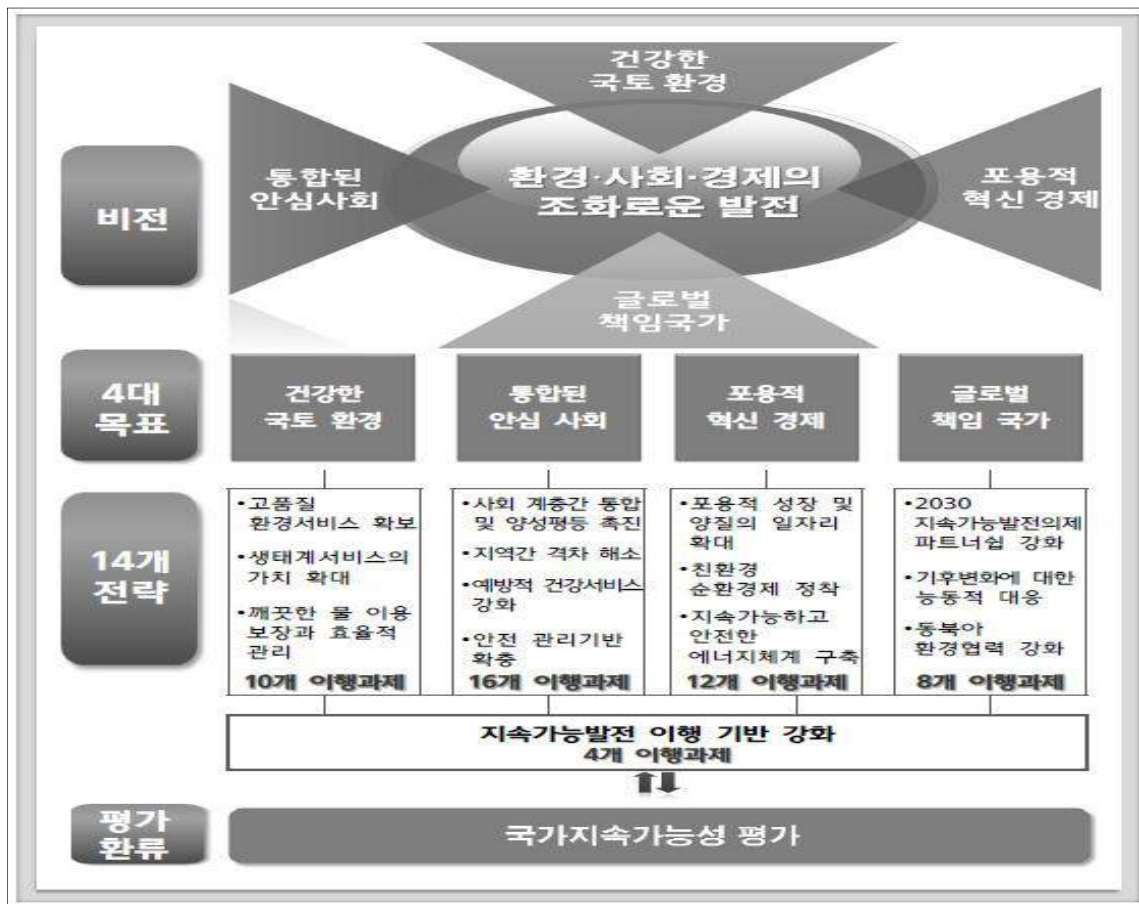 건강한
국토 환경
통합된
안심사회
환경·사회·경제의
조화로운 발전
포용적
혁신 경제
비전
글로벌
책임국가
4대
목표
건강한
국토 환경
통합된
안심 사회
포용적
혁신 경제
글로벌
책임 국가
14개
전략
•고품질
환경서비스 확보
•생태계서비스의
가치 확대
•깨끗한 물 이용
보장과 효율적
관리
10개 이행과제
•사회 계층간 통합
및 양성평등 촉진
•지역간 격차 해소
•예방적 건강서비스
강화
•안전 관리기반
확충
16개 이행과제
•포용적 성장 및
양질의 일자리
확대
•친환경
순환경제 정착
•지속가능하고
안전한
에너지체계 구축
12개 이행과제
•2030
지속가능발전의제
파트너쉽 강화
•기후변화에 대한
능동적 대응
•동북아
환경협력 강화
8개 이행과제
지속가능발전 이행 기반 강화
4개 이행과제
평가
환류
국가지속가능성 평가